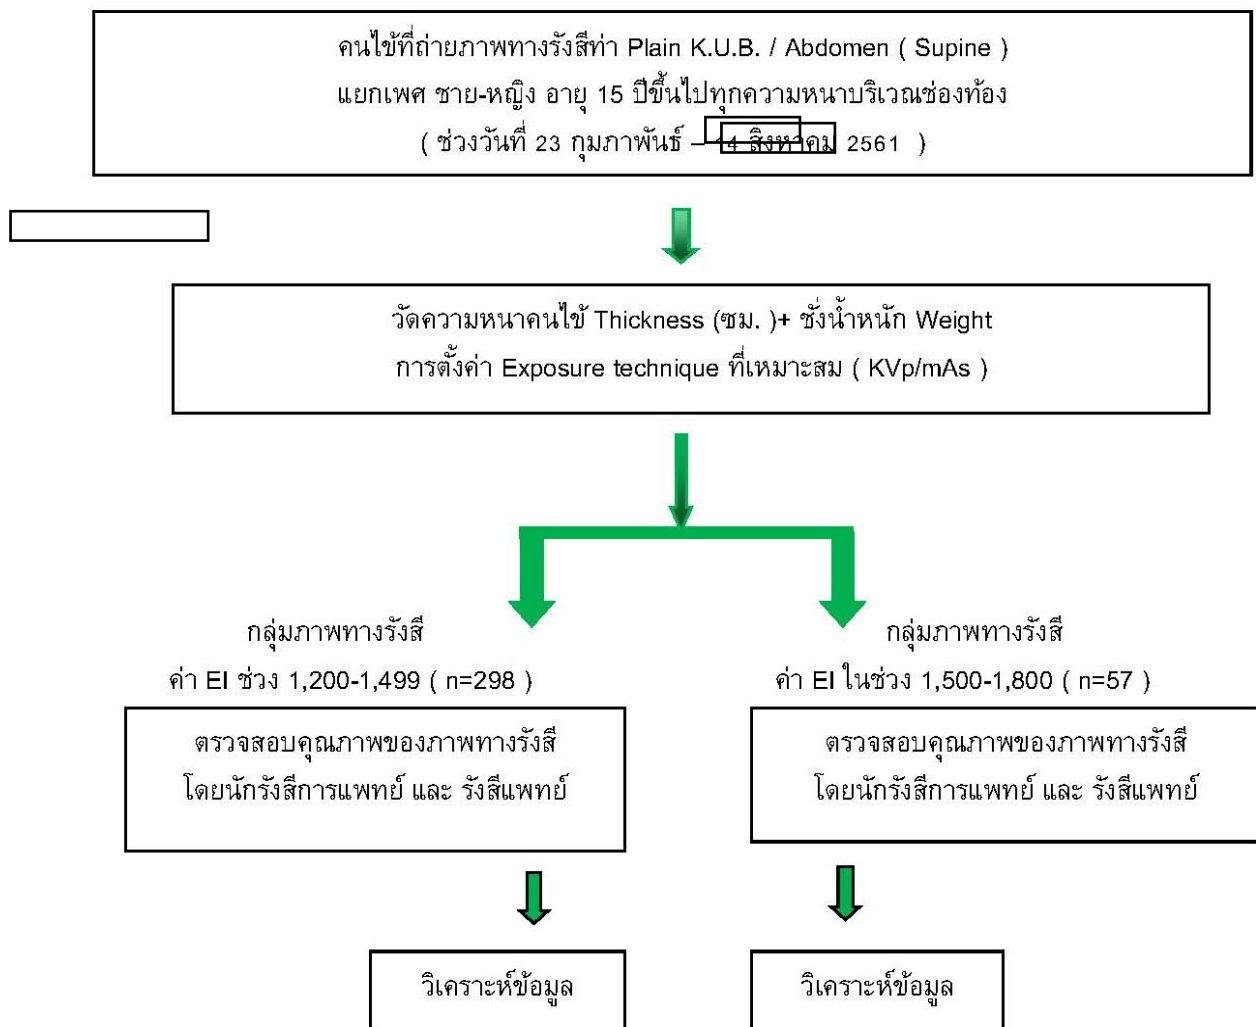 คนไข้ที่ถ่ายภาพทางรังสีท่า Plain K.U.B. / Abdomen ( Supine )
แยกเพศ ชาย-หญิง อายุ 15 ปีขึ้นไปทุกความหนาบริเวณช่องท้อง
( ช่วงวันที่ 23 กุมภาพันธ์ – 14 สิงหาคม 2561 )
วัดความหนาคนไข้ Thickness (ซม. )+ ชั่งน้ำหนัก Weight
การตั้งค่า Exposure technique ที่เหมาะสม ( KVp/mAs )
กลุ่มภาพทางรังสี
ค่า EI ช่วง 1,200-1,499 ( n=298 )
ตรวจสอบคุณภาพของภาพทางรังสี
โดยนักรังสีการแพทย์ และ รังสีแพทย์
วิเคราะห์ข้อมูล
กลุ่มภาพทางรังสี
ค่า EI ในช่วง 1,500-1,800 ( n=57 )
ตรวจสอบคุณภาพของภาพทางรังสี
โดยนักรังสีการแพทย์ และ รังสีแพทย์
วิเคราะห์ข้อมูล